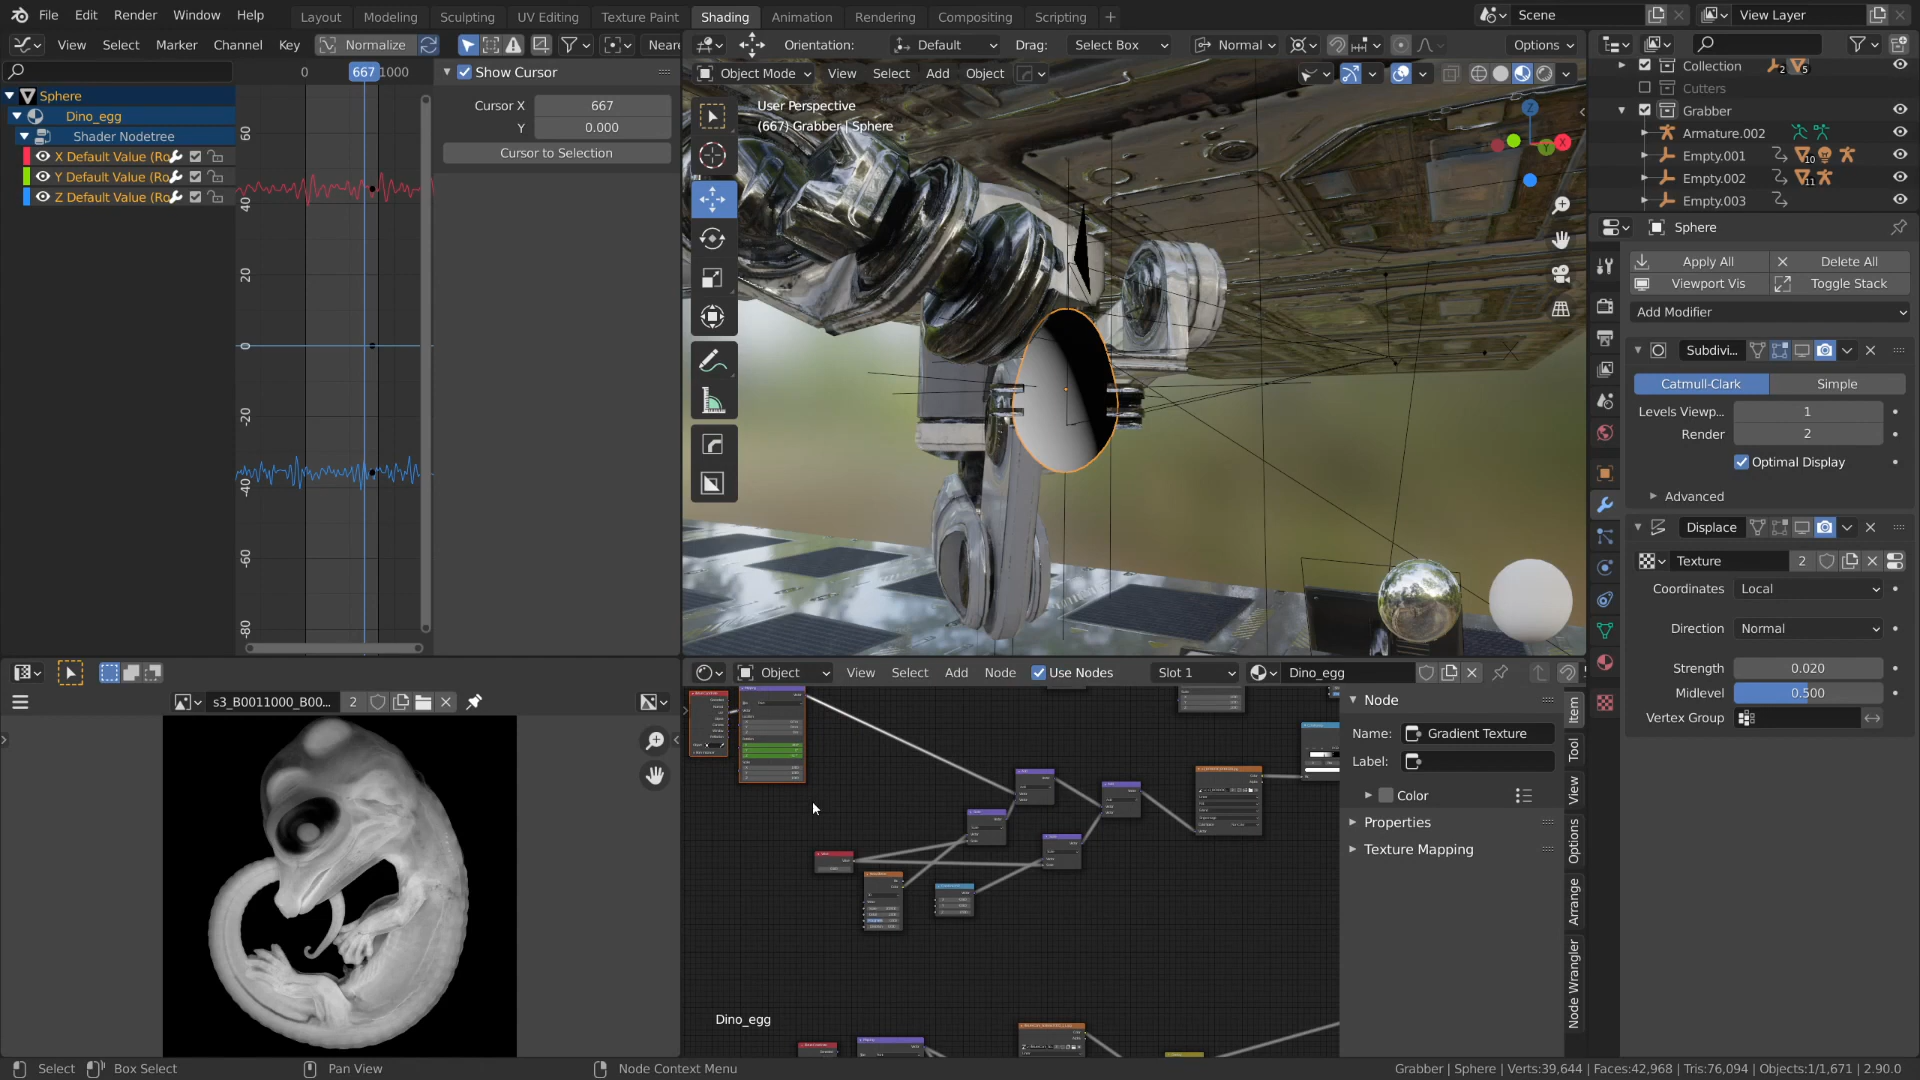 File Edit Render Window Help
Layout Modeling Sculpting UV Editing Texture Paint Shading Animation Rendering Compositing Scripting +
Scene
View Layer
View Select Marker Channel Key Normalize Neare
Orientation: Default Drag: Select Box Normal Options
Object Mode View Select Add Object
0 667 1000
Show Cursor
Cursor X 667
Y 0.000
Cursor to Selection
Sphere
Dino_egg
Shader Nodetree
X Default Value (Ro
Y Default Value (Ro
Z Default Value (Ro
60
40
20
0
-20
-40
-60
-80
User Perspective
(667) Grabber | Sphere
Z
X
Y
Collection 2 5
Cutters
Grabber
Armature.002
Empty.001 10
Empty.002 11
Empty.003
Sphere
Apply All Delete All
Viewport Vis Toggle Stack
Add Modifier
Subdivi...
Catmull-Clark Simple
Levels Viewp... 1
Render 2
Optimal Display
Advanced
Displace
Texture 2
Coordinates Local
Direction Normal
Strength 0.020
Midlevel 0.500
Vertex Group
s3_B0011000_B00... 2
Object View Select Add Node Use Nodes Slot 1 Dino_egg
Node
Name: Gradient Texture
Label:
Color
Properties
Texture Mapping
Item
Tool
View
Options
Arrange
Node Wrangler
Dino_egg
Select Box Select Pan View Node Context Menu
Grabber | Sphere | Verts:39,644 | Faces:42,968 | Tris:76,094 | Objects:1/1,671 | 2.90.0